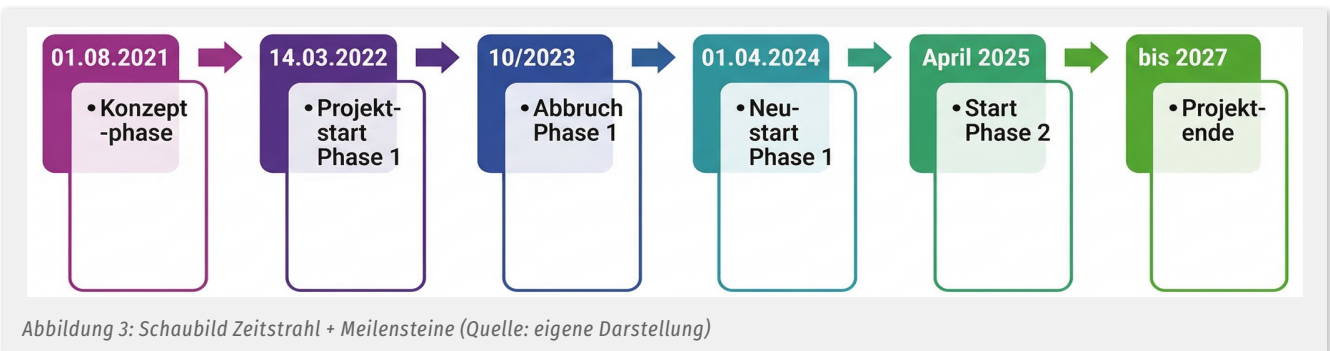 01.08.2021
• Konzept
-phase
14.03.2022
• Projekt-
start
Phase 1
10/2023
• Abbruch
Phase 1
01.04.2024
• Neu-
start
Phase 1
April 2025
• Start
Phase 2
bis 2027
• Projekt-
ende
Abbildung 3: Schaubild Zeitstrahl + Meilensteine (Quelle: eigene Darstellung)